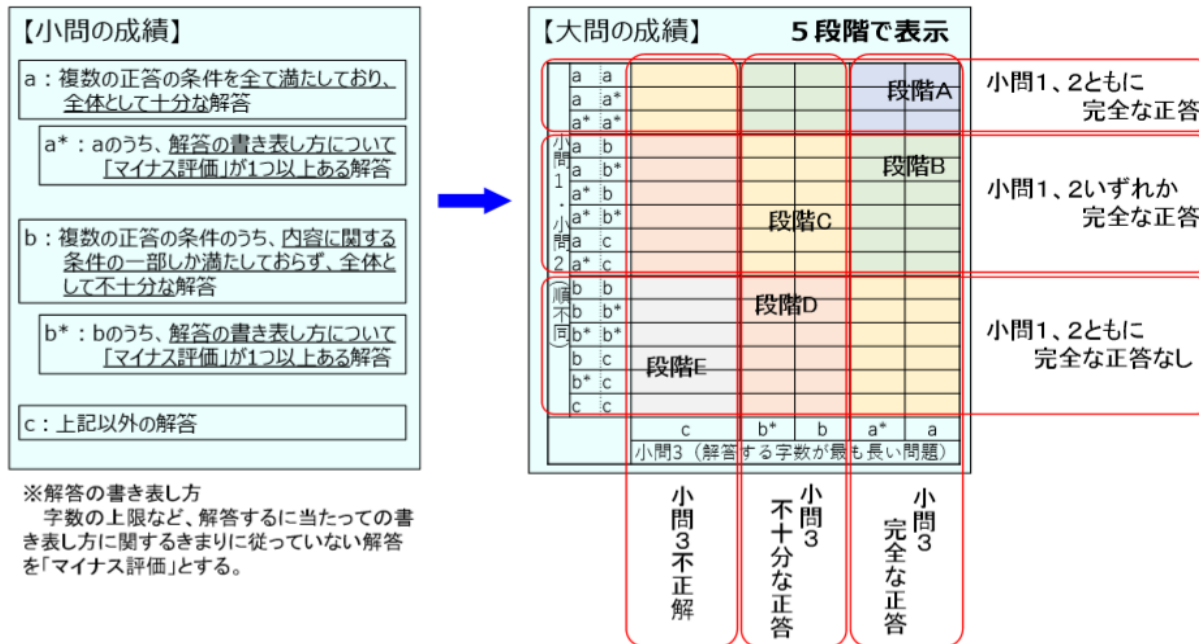 【小問の成績】
a：複数の正答の条件を全て満たしており、
全体として十分な解答
a*：aのうち、解答の書き表し方について
「マイナス評価」が1つ以上ある解答
b：複数の正答の条件のうち、内容に関する
条件の一部しか満たしておらず、全体と
して不十分な解答
b*：bのうち、解答の書き表し方について
「マイナス評価」が1つ以上ある解答
c：上記以外の解答
※解答の書き表し方
字数の上限など、解答するに当たっての書
き表し方に関するきまりに従っていない解答
を「マイナス評価」とする。
【大問の成績】 5段階で表示
小問1・小問2（順不同）
a a
a a*
a* a*
a b
a b*
a* b
a* b*
a c
a* c
b b
b b*
b* b*
b c
b* c
c c
段階A
段階B
段階C
段階D
段階E
c b* b a* a
小問3（解答する字数が最も長い問題）
小問1、2ともに
完全な正答
小問1、2いずれか
完全な正答
小問1、2ともに
完全な正答なし
小問3不正解
小問3
不十分な正答
小問3
完全な正答